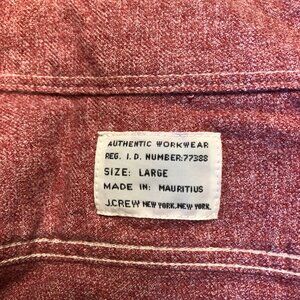 AUTHENTIC WORKWEAR
REG. I.D. NUMBER:77388
SIZE: LARGE
MADE IN: MAURITIUS
J.CREW NEW YORK.NEW YORK.